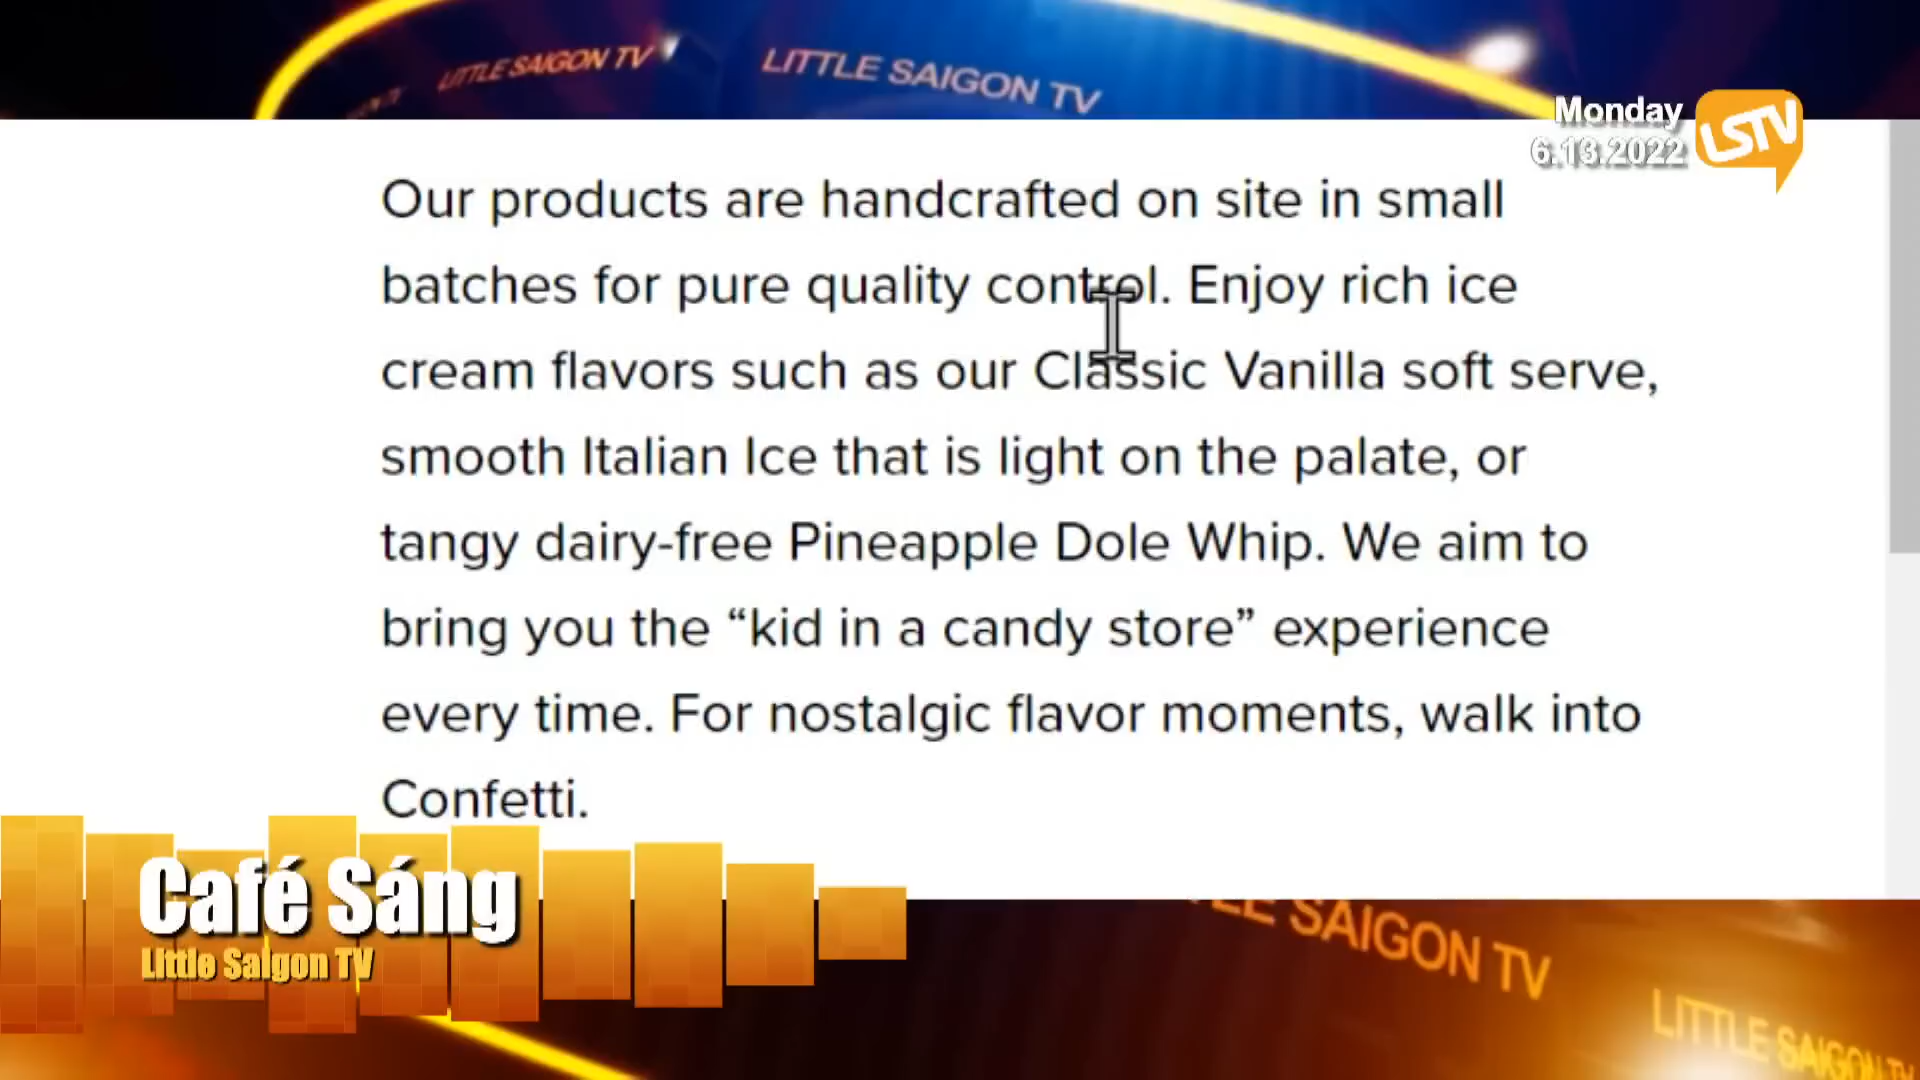 LITTLE SAIGON TV
LITTLE SAIGON TV
Monday
6.13.2022
LSTV
Our products are handcrafted on site in small
batches for pure quality control. Enjoy rich ice
cream flavors such as our Classic Vanilla soft serve,
smooth Italian Ice that is light on the palate, or
tangy dairy-free Pineapple Dole Whip. We aim to
bring you the “kid in a candy store” experience
every time. For nostalgic flavor moments, walk into
Confetti.
Café Sáng
Little Saigon TV
SAIGON TV
LITTLE SAIGON TV